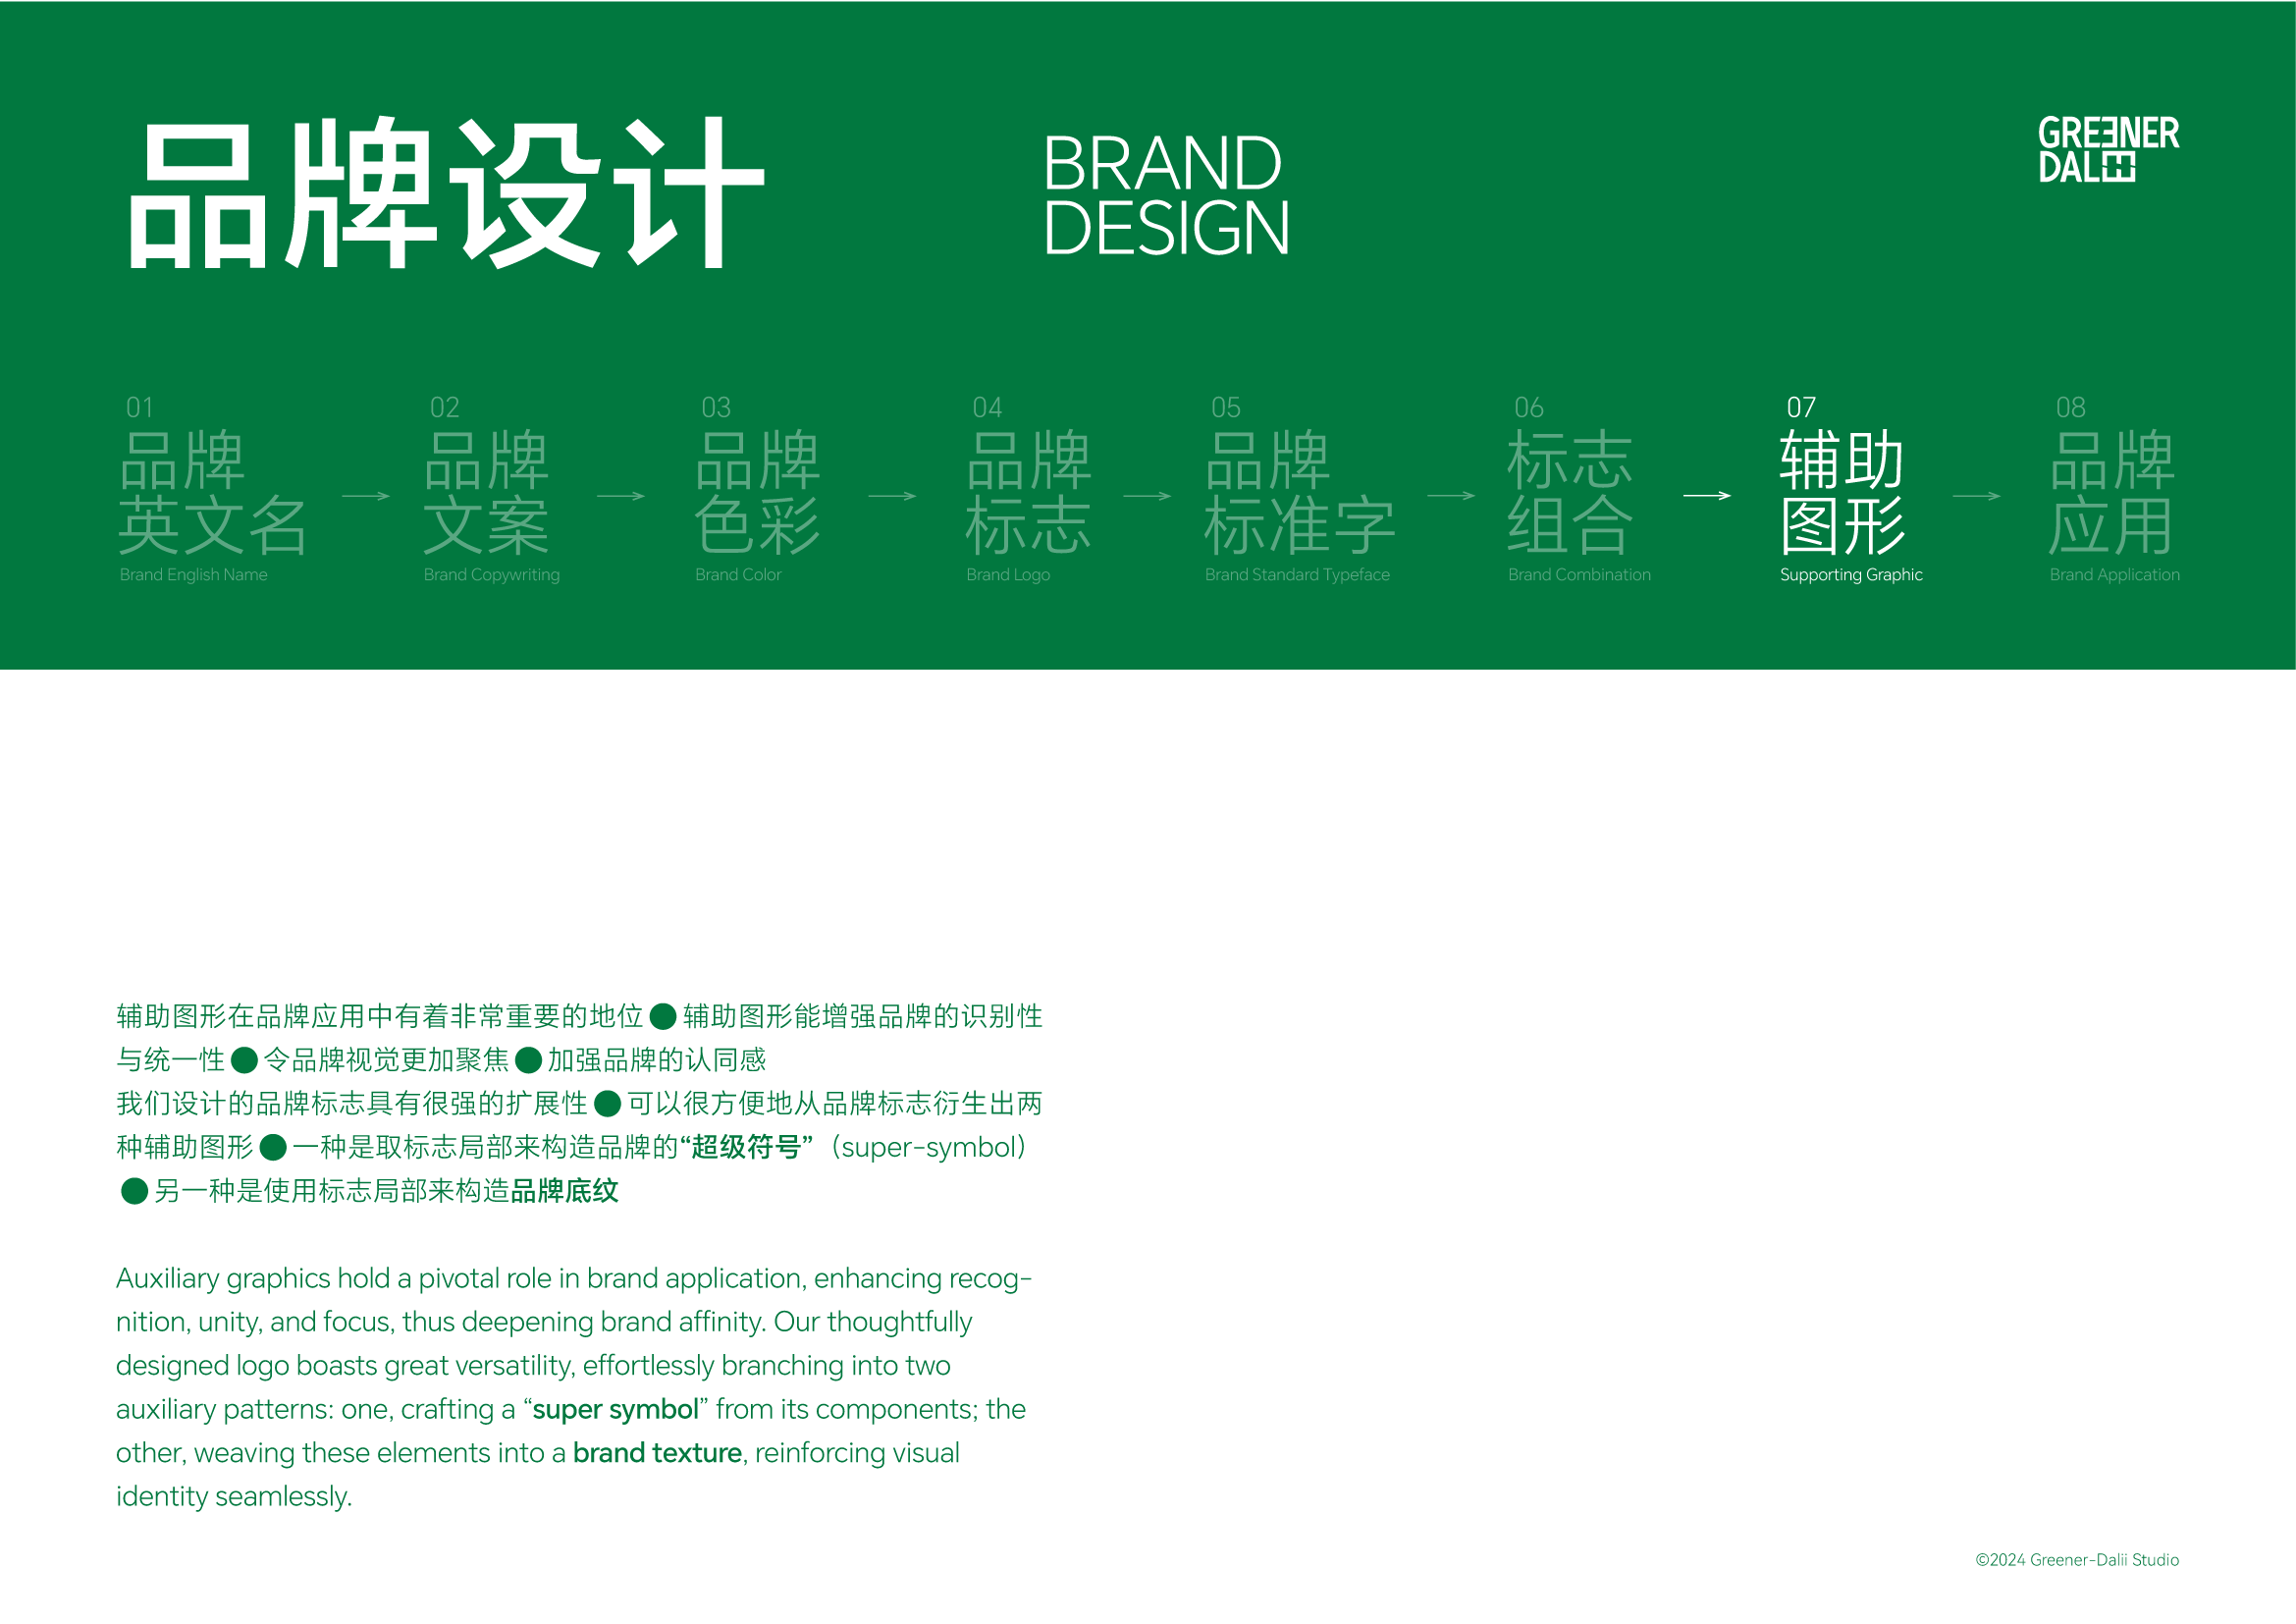 品牌设计
BRAND
DESIGN
GREENER
DALII
01
品牌
英文名
Brand English Name
02
品牌
文案
Brand Copywriting
03
品牌
色彩
Brand Color
04
品牌
标志
Brand Logo
05
品牌
标准字
Brand Standard Typeface
06
标志
组合
Brand Combination
07
辅助
图形
Supporting Graphic
08
品牌
应用
Brand Application
辅助图形在品牌应用中有着非常重要的地位●辅助图形能增强品牌的识别性
与统一性●令品牌视觉更加聚焦●加强品牌的认同感
我们设计的品牌标志具有很强的扩展性●可以很方便地从品牌标志衍生出两
种辅助图形●一种是取标志局部来构造品牌的“超级符号”（super-symbol）
●另一种是使用标志局部来构造品牌底纹
Auxiliary graphics hold a pivotal role in brand application, enhancing recog-
nition, unity, and focus, thus deepening brand affinity. Our thoughtfully
designed logo boasts great versatility, effortlessly branching into two
auxiliary patterns: one, crafting a “super symbol” from its components; the
other, weaving these elements into a brand texture, reinforcing visual
identity seamlessly.
©2024 Greener-Dalii Studio